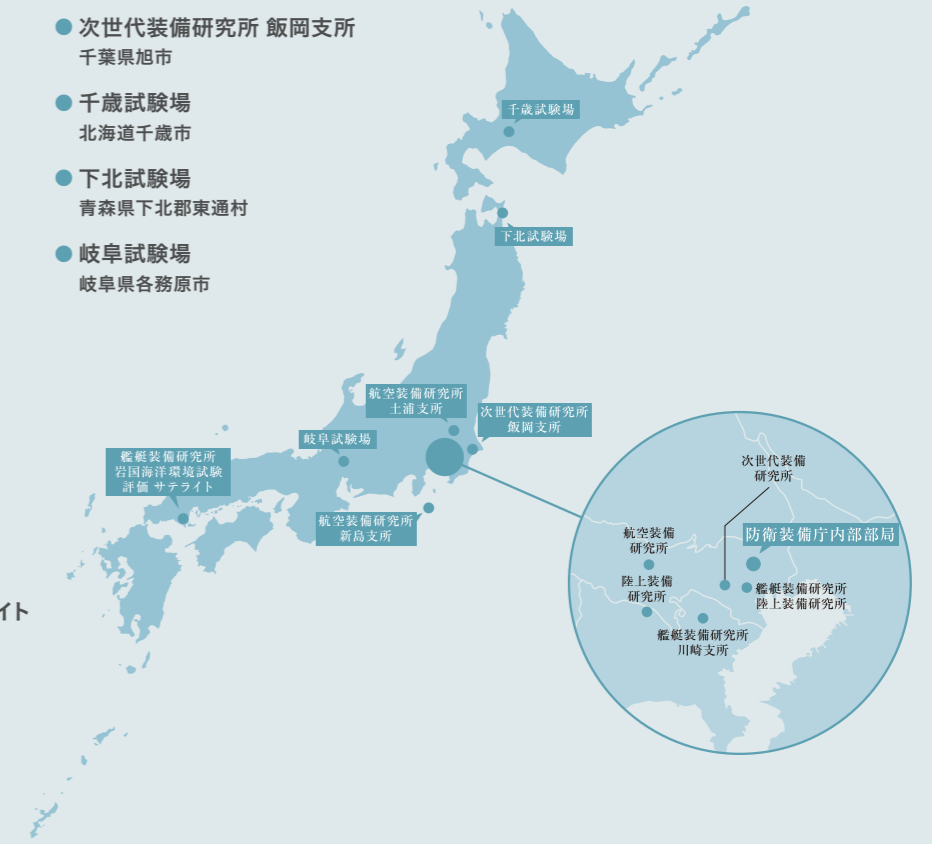 次世代装備研究所 飯岡支所
千葉県旭市
千歳試験場
北海道千歳市
下北試験場
青森県下北郡東通村
岐阜試験場
岐阜県各務原市
イト
千歳試験場
下北試験場
航空装備研究所
土浦支所
次世代装備研究所
飯岡支所
岐阜試験場
艦艇装備研究所
岩国海洋環境試験
評価 サテライト
航空装備研究所
新島支所
次世代装備
研究所
航空装備
研究所
防衛装備庁内部部局
陸上装備
研究所
艦艇装備研究所
陸上装備研究所
艦艇装備研究所
川崎支所